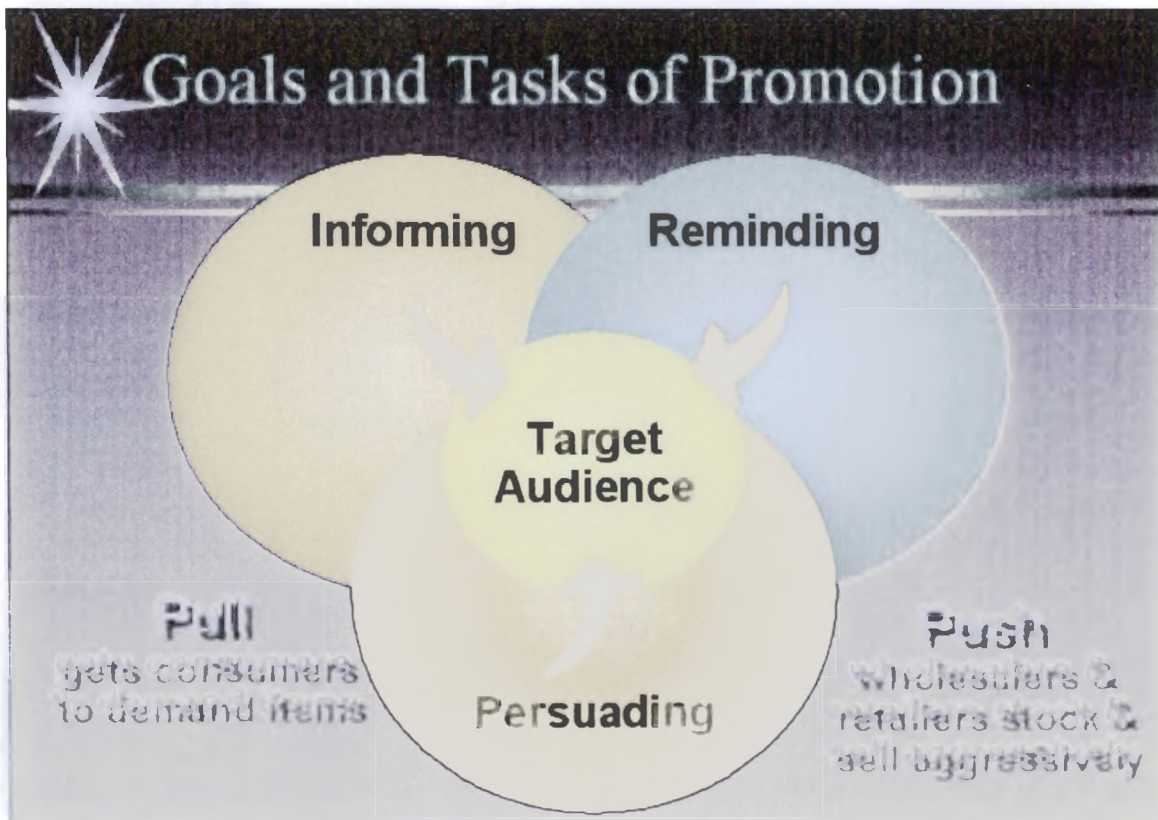 Goals and Tasks of Promotion
Informing
Reminding
Target
Audience
Pull
gets consumers
to demand items
Persuading
Push
wholesalers &
retailers stock &
sell aggressively